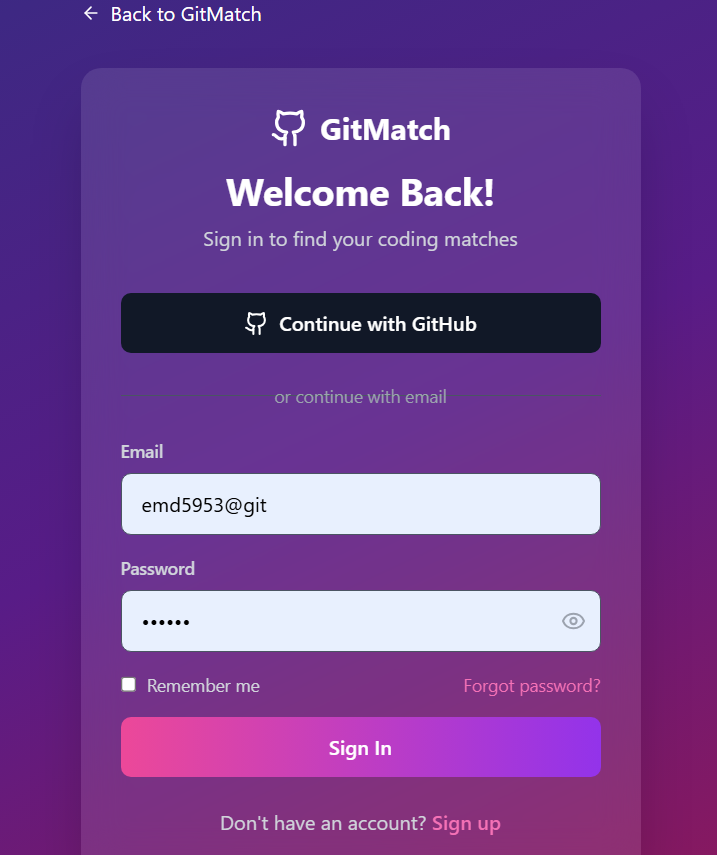 Back to GitMatch
GitMatch
Welcome Back!
Sign in to find your coding matches
Continue with GitHub
or continue with email
Email
emd5953@git
Password
••••••
Remember me
Forgot password?
Sign In
Don't have an account? Sign up